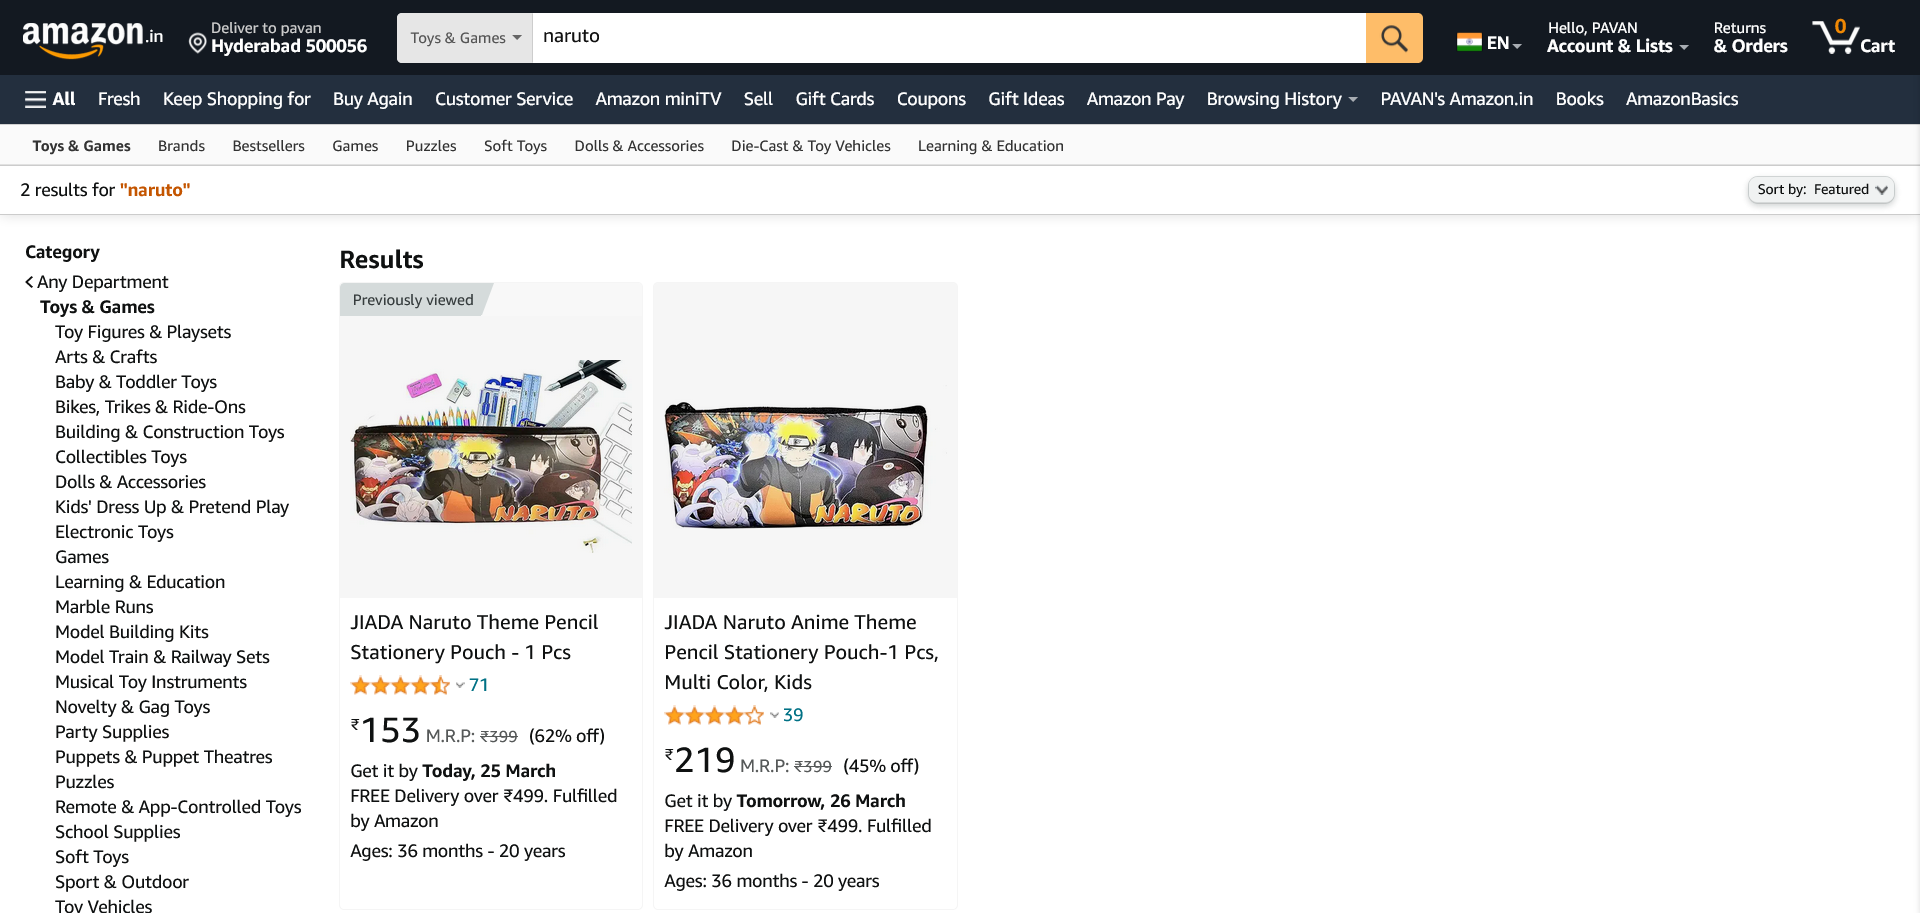 amazon.in
Deliver to pavan
Hyderabad 500056
Toys & Games
naruto
EN
Hello, PAVAN
Account & Lists
Returns
& Orders
0
Cart
All Fresh Keep Shopping for Buy Again Customer Service Amazon miniTV Sell Gift Cards Coupons Gift Ideas Amazon Pay Browsing History PAVAN's Amazon.in Books AmazonBasics
Toys & Games Brands Bestsellers Games Puzzles Soft Toys Dolls & Accessories Die-Cast & Toy Vehicles Learning & Education
2 results for "naruto"
Sort by: Featured
Category
Any Department
Toys & Games
Toy Figures & Playsets
Arts & Crafts
Baby & Toddler Toys
Bikes, Trikes & Ride-Ons
Building & Construction Toys
Collectibles Toys
Dolls & Accessories
Kids' Dress Up & Pretend Play
Electronic Toys
Games
Learning & Education
Marble Runs
Model Building Kits
Model Train & Railway Sets
Musical Toy Instruments
Novelty & Gag Toys
Party Supplies
Puppets & Puppet Theatres
Puzzles
Remote & App-Controlled Toys
School Supplies
Soft Toys
Sport & Outdoor
Toy Vehicles
Results
Previously viewed
NARUTO
JIADA Naruto Theme Pencil
Stationery Pouch - 1 Pcs
71
₹153 M.R.P: ₹399 (62% off)
Get it by Today, 25 March
FREE Delivery over ₹499. Fulfilled
by Amazon
Ages: 36 months - 20 years
NARUTO
JIADA Naruto Anime Theme
Pencil Stationery Pouch-1 Pcs,
Multi Color, Kids
39
₹219 M.R.P: ₹399 (45% off)
Get it by Tomorrow, 26 March
FREE Delivery over ₹499. Fulfilled
by Amazon
Ages: 36 months - 20 years